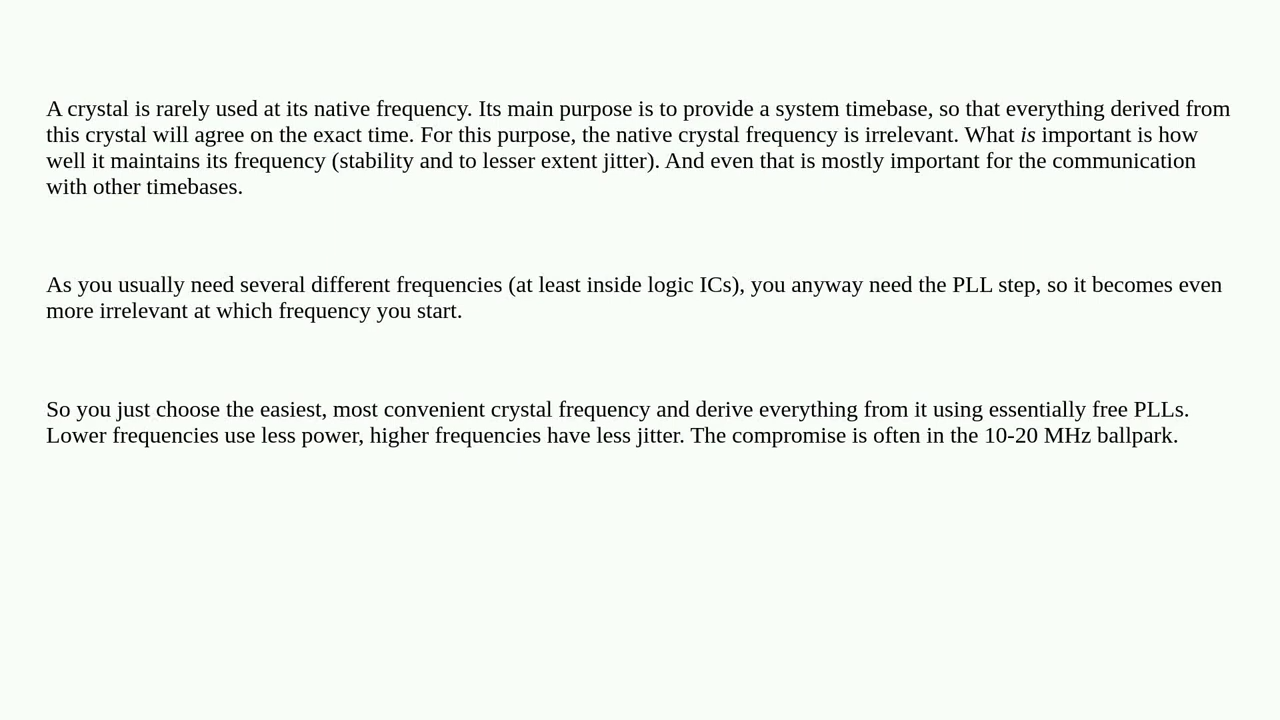 A crystal is rarely used at its native frequency. Its main purpose is to provide a system timebase, so that everything derived from
this crystal will agree on the exact time. For this purpose, the native crystal frequency is irrelevant. What is important is how
well it maintains its frequency (stability and to lesser extent jitter). And even that is mostly important for the communication
with other timebases.
As you usually need several different frequencies (at least inside logic ICs), you anyway need the PLL step, so it becomes even
more irrelevant at which frequency you start.
So you just choose the easiest, most convenient crystal frequency and derive everything from it using essentially free PLLs.
Lower frequencies use less power, higher frequencies have less jitter. The compromise is often in the 10-20 MHz ballpark.